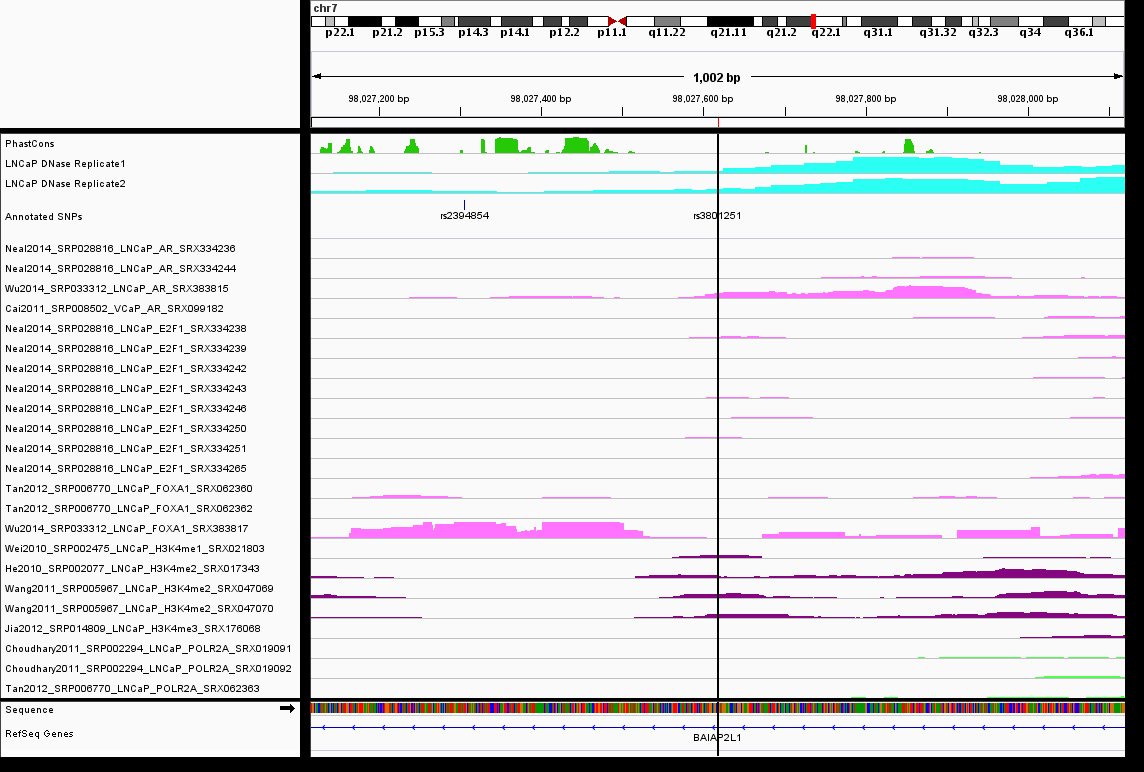 chr7
p22.1 p21.2 p15.3 p14.3 p14.1 p12.2 p11.1 q11.22 q21.11 q21.2 q22.1 q31.1 q31.32 q32.3 q34 q36.1
1,002 bp
98,027,200 bp 98,027,400 bp 98,027,600 bp 98,027,800 bp 98,028,000 bp
PhastCons
LNCaP DNase Replicate1
LNCaP DNase Replicate2
Annotated SNPs rs2394854 rs3801251
Neal2014_SRP028816_LNCaP_AR_SRX334236
Neal2014_SRP028816_LNCaP_AR_SRX334244
Wu2014_SRP033312_LNCaP_AR_SRX383815
Cai2011_SRP008502_VCaP_AR_SRX099182
Neal2014_SRP028816_LNCaP_E2F1_SRX334238
Neal2014_SRP028816_LNCaP_E2F1_SRX334239
Neal2014_SRP028816_LNCaP_E2F1_SRX334242
Neal2014_SRP028816_LNCaP_E2F1_SRX334243
Neal2014_SRP028816_LNCaP_E2F1_SRX334246
Neal2014_SRP028816_LNCaP_E2F1_SRX334250
Neal2014_SRP028816_LNCaP_E2F1_SRX334251
Neal2014_SRP028816_LNCaP_E2F1_SRX334265
Tan2012_SRP006770_LNCaP_FOXA1_SRX062360
Tan2012_SRP006770_LNCaP_FOXA1_SRX062362
Wu2014_SRP033312_LNCaP_FOXA1_SRX383817
Wei2010_SRP002475_LNCaP_H3K4me1_SRX021803
He2010_SRP002077_LNCaP_H3K4me2_SRX017343
Wang2011_SRP005967_LNCaP_H3K4me2_SRX047069
Wang2011_SRP005967_LNCaP_H3K4me2_SRX047070
Jia2012_SRP014809_LNCaP_H3K4me3_SRX176068
Choudhary2011_SRP002294_LNCaP_POLR2A_SRX019091
Choudhary2011_SRP002294_LNCaP_POLR2A_SRX019092
Tan2012_SRP006770_LNCaP_POLR2A_SRX062363
Sequence
RefSeq Genes
BAIAP2L1